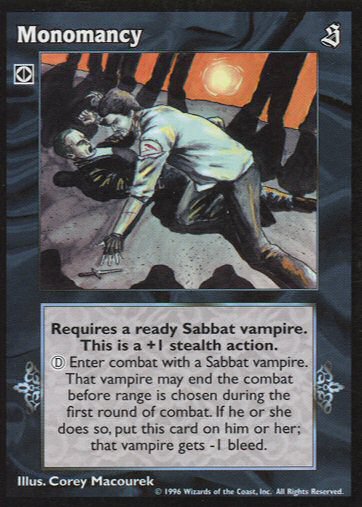 Monomancy
Requires a ready Sabbat vampire.
This is a +1 stealth action.
Ⓓ Enter combat with a Sabbat vampire.
That vampire may end the combat
before range is chosen during the
first round of combat. If he or she
does so, put this card on him or her;
that vampire gets -1 bleed.
Illus. Corey Macourek
© 1996 Wizards of the Coast, Inc. All Rights Reserved.